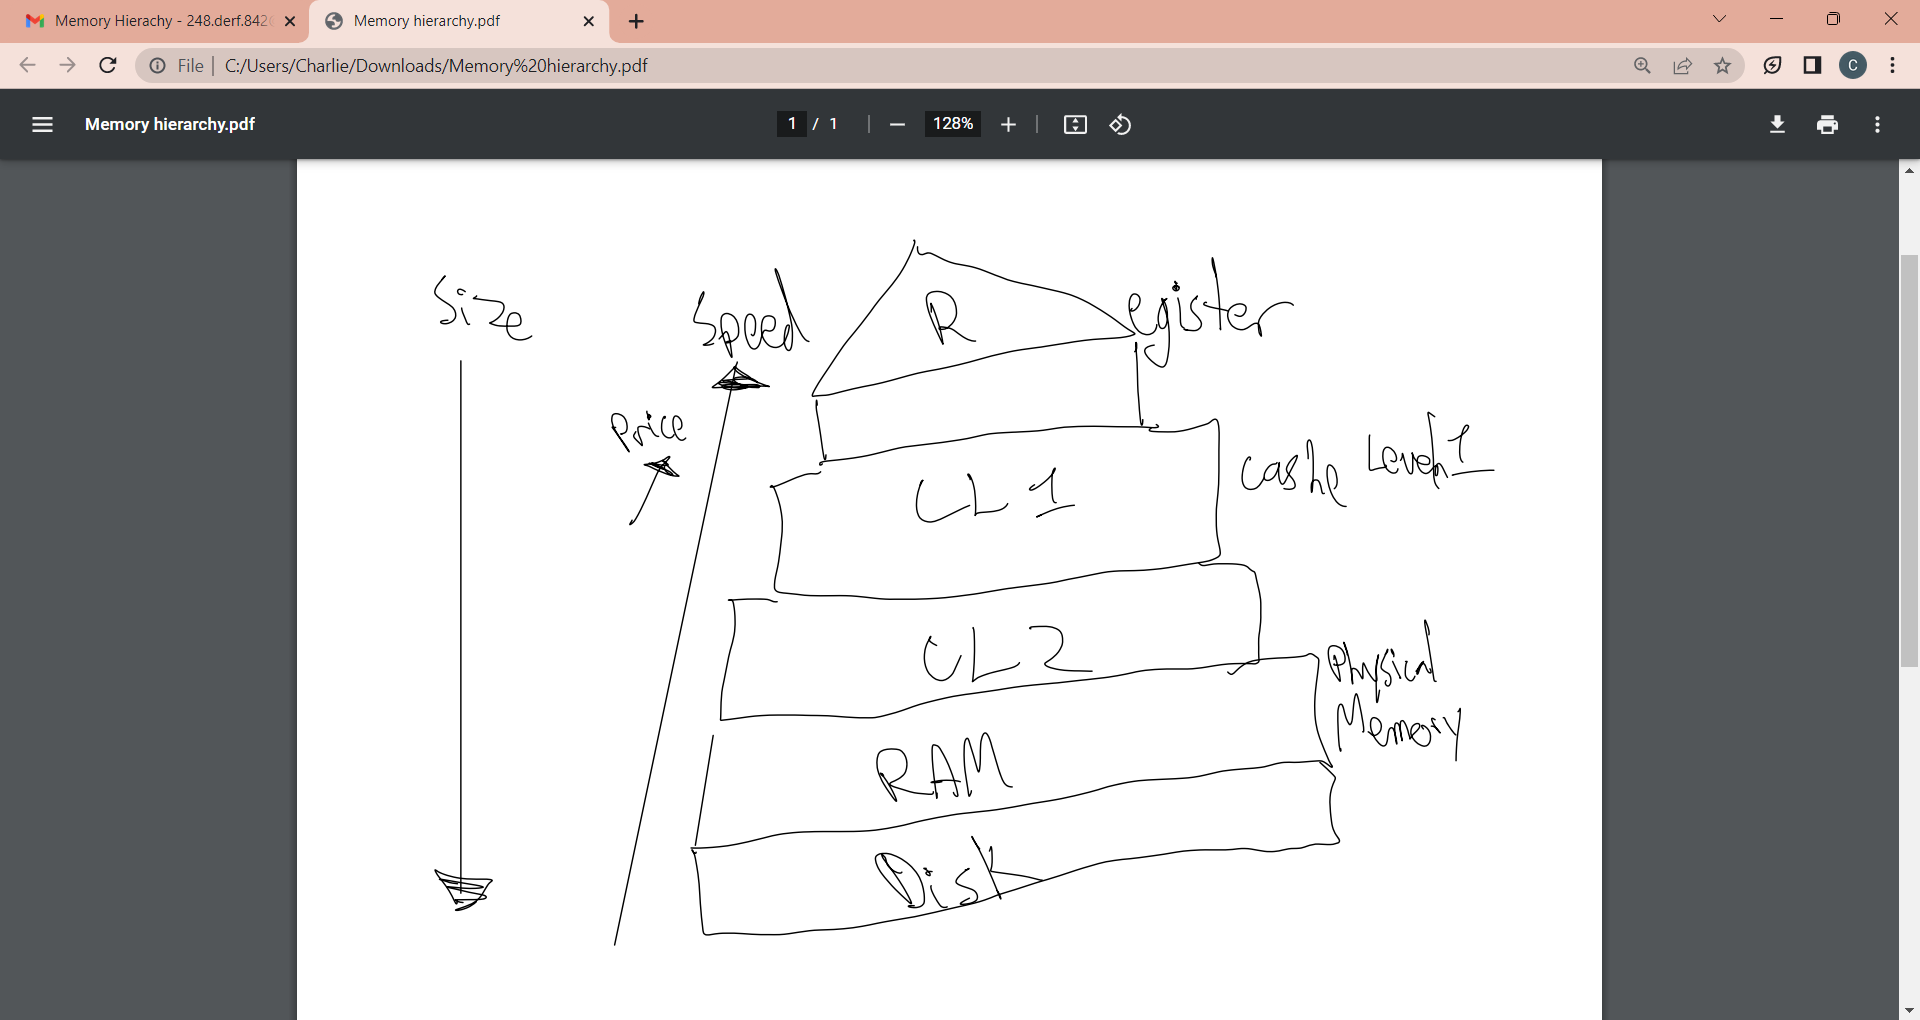 Memory Hierachy - 248.derf.842
Memory hierarchy.pdf
File | C:/Users/Charlie/Downloads/Memory%20hierarchy.pdf
C
Memory hierarchy.pdf
1 / 1
128%
Size
Speed
R egister
Price
CL 1
Cashe Level 1
CL 2
Physical
Memory
RAM
Disk